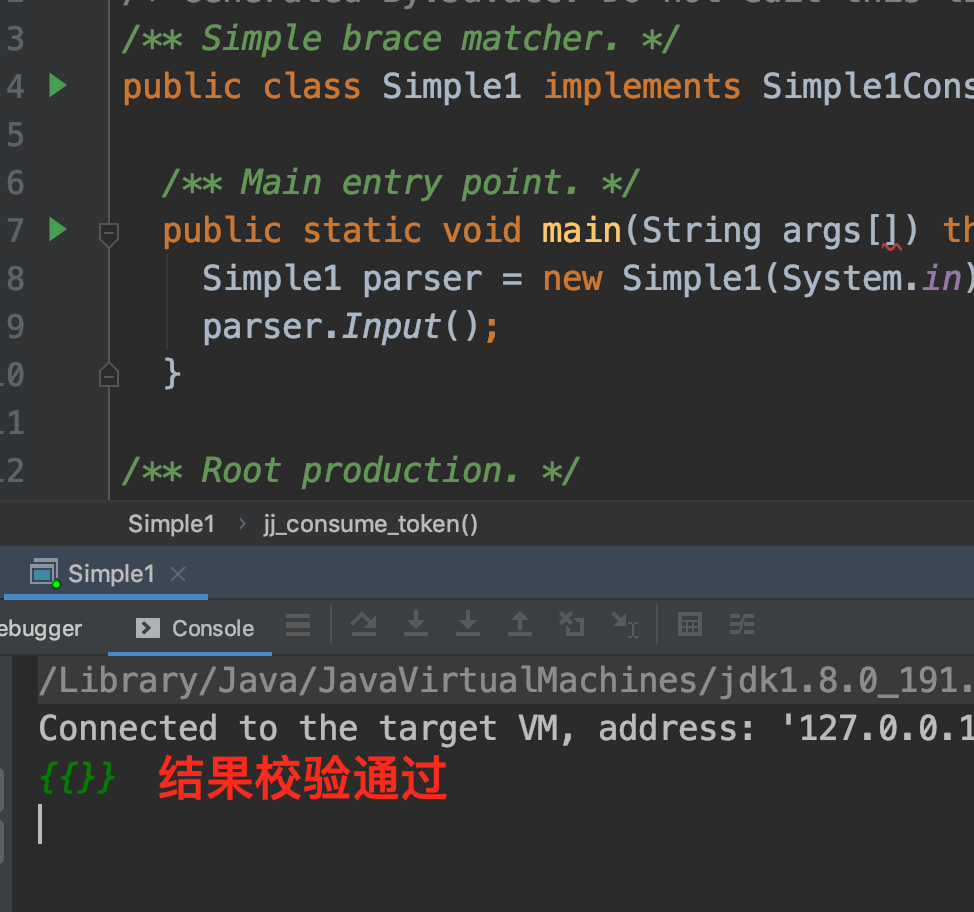 3 /** Simple brace matcher. */
4 public class Simple1 implements Simple1Cons
5
6 /** Main entry point. */
7 public static void main(String args[]) th
8 Simple1 parser = new Simple1(System.in)
9 parser.Input();
10 }
11
12 /** Root production. */
Simple1 › jj_consume_token()
Simple1 ×
ebugger Console
/Library/Java/JavaVirtualMachines/jdk1.8.0_191.
Connected to the target VM, address: '127.0.0.1
{{}} 结果校验通过